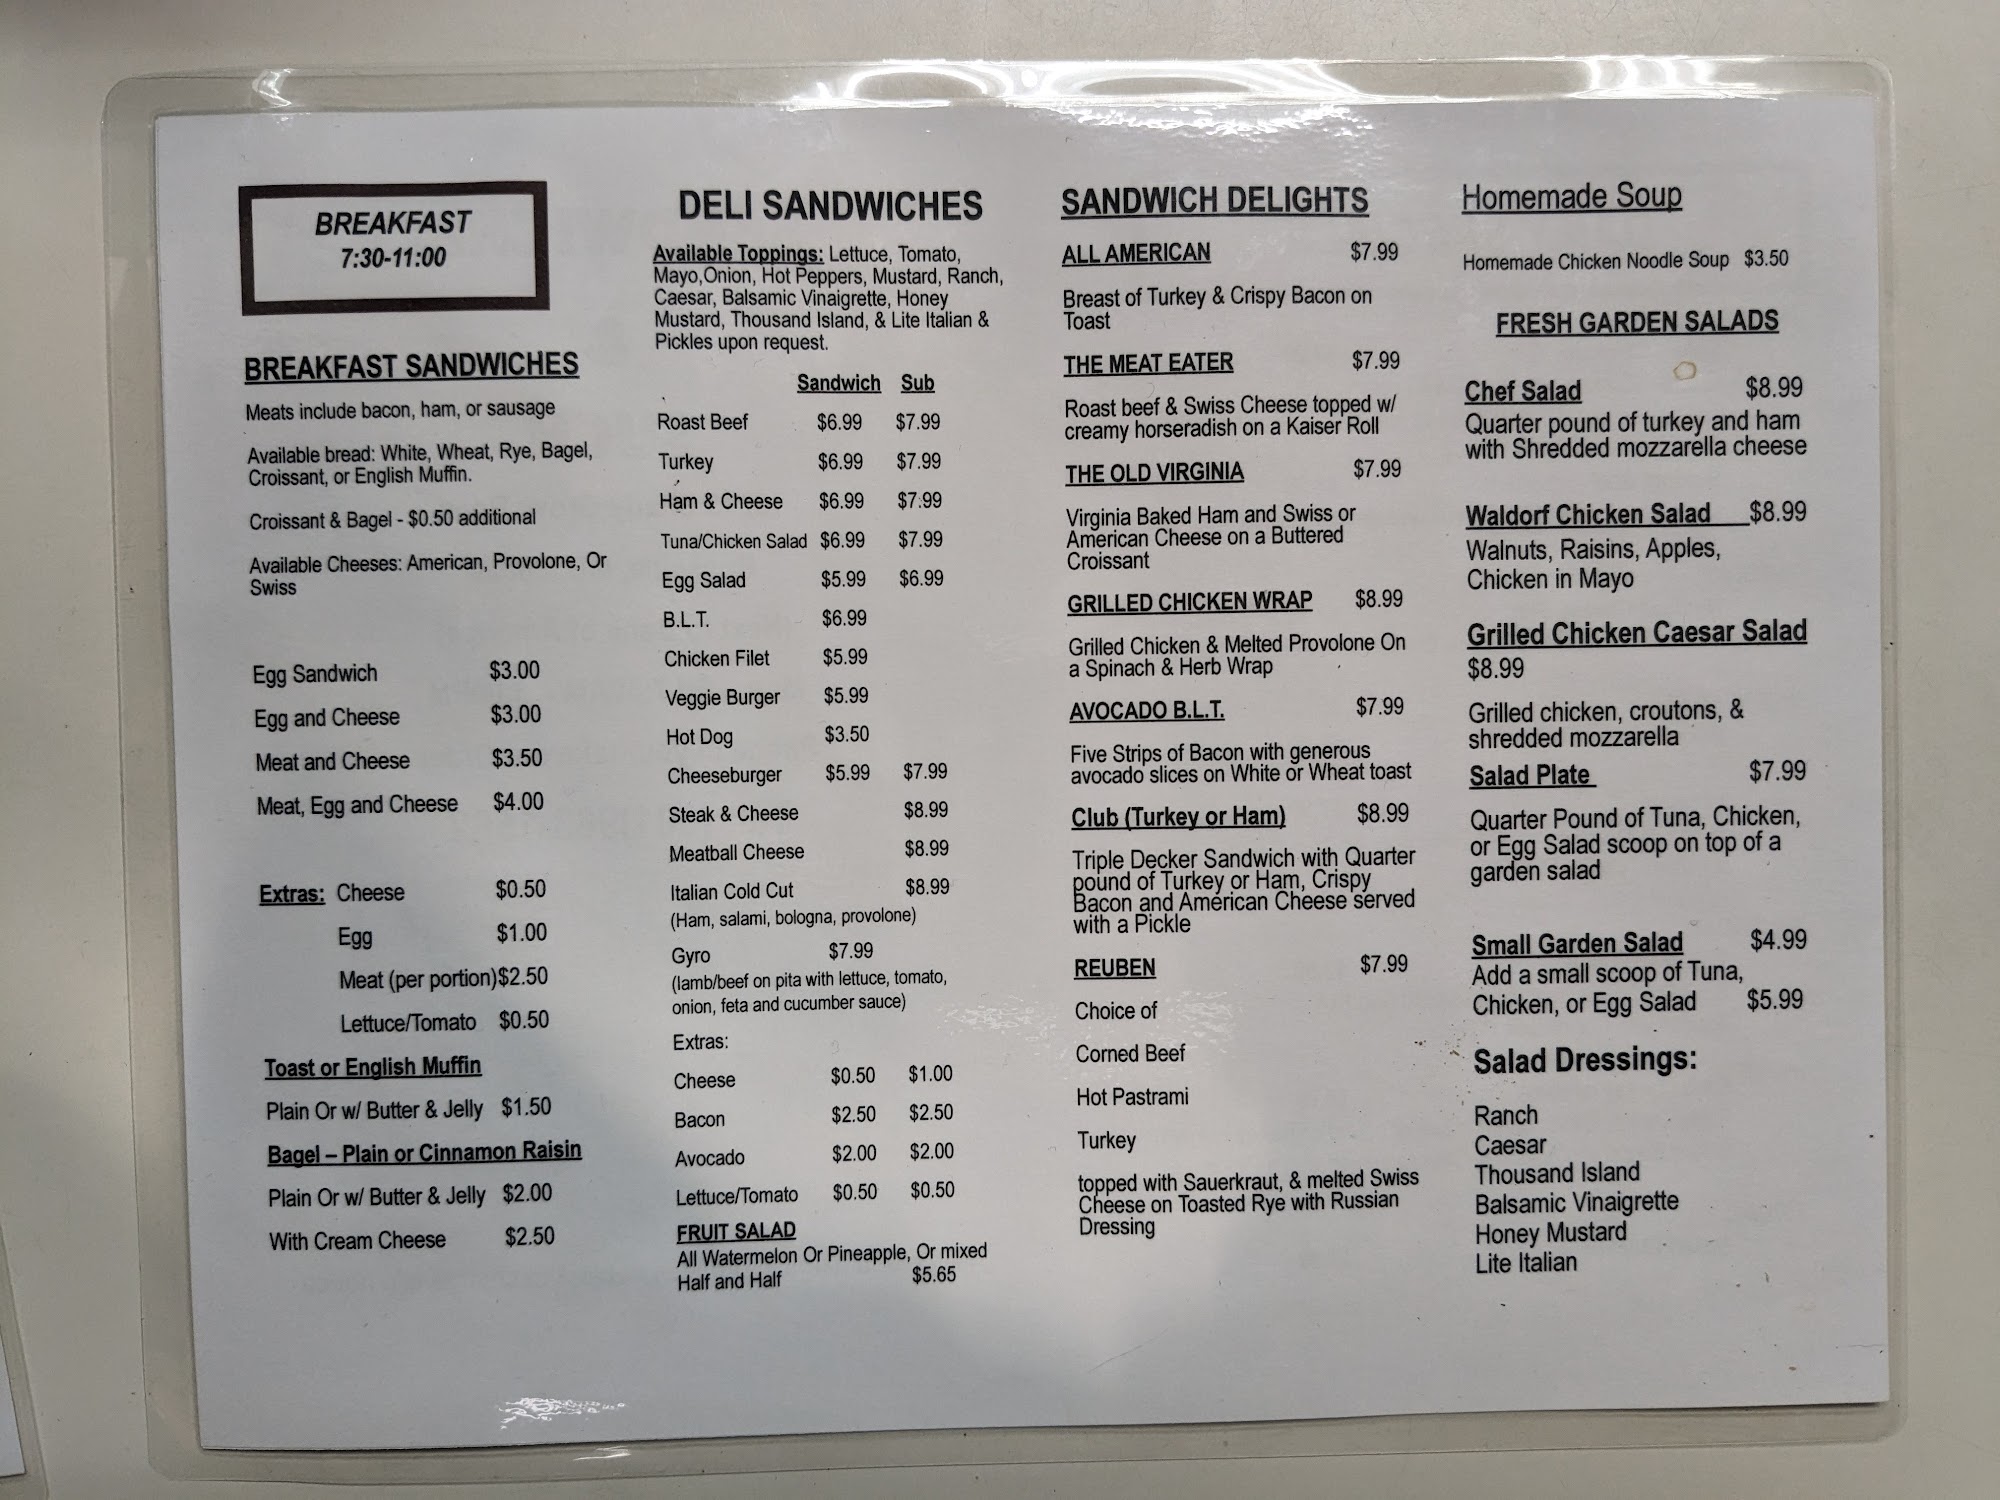 BREAKFAST
7:30-11:00
BREAKFAST SANDWICHES
Meats include bacon, ham, or sausage
Available bread: White, Wheat, Rye, Bagel,
Croissant, or English Muffin.
Croissant & Bagel - $0.50 additional
Available Cheeses: American, Provolone, Or
Swiss
Egg Sandwich $3.00
Egg and Cheese $3.00
Meat and Cheese $3.50
Meat, Egg and Cheese $4.00
Extras: Cheese $0.50
Egg $1.00
Meat (per portion)$2.50
Lettuce/Tomato $0.50
Toast or English Muffin
Plain Or w/ Butter & Jelly $1.50
Bagel – Plain or Cinnamon Raisin
Plain Or w/ Butter & Jelly $2.00
With Cream Cheese $2.50
DELI SANDWICHES
Available Toppings: Lettuce, Tomato,
Mayo,Onion, Hot Peppers, Mustard, Ranch,
Caesar, Balsamic Vinaigrette, Honey
Mustard, Thousand Island, & Lite Italian &
Pickles upon request.
Sandwich Sub
Roast Beef $6.99 $7.99
Turkey $6.99 $7.99
Ham & Cheese $6.99 $7.99
Tuna/Chicken Salad $6.99 $7.99
Egg Salad $5.99 $6.99
B.L.T. $6.99
Chicken Filet $5.99
Veggie Burger $5.99
Hot Dog $3.50
Cheeseburger $5.99 $7.99
Steak & Cheese $8.99
Meatball Cheese $8.99
Italian Cold Cut $8.99
(Ham, salami, bologna, provolone)
Gyro $7.99
(lamb/beef on pita with lettuce, tomato,
onion, feta and cucumber sauce)
Extras:
Cheese $0.50 $1.00
Bacon $2.50 $2.50
Avocado $2.00 $2.00
Lettuce/Tomato $0.50 $0.50
FRUIT SALAD
All Watermelon Or Pineapple, Or mixed
Half and Half $5.65
SANDWICH DELIGHTS
ALL AMERICAN $7.99
Breast of Turkey & Crispy Bacon on
Toast
THE MEAT EATER $7.99
Roast beef & Swiss Cheese topped w/
creamy horseradish on a Kaiser Roll
THE OLD VIRGINIA $7.99
Virginia Baked Ham and Swiss or
American Cheese on a Buttered
Croissant
GRILLED CHICKEN WRAP $8.99
Grilled Chicken & Melted Provolone On
a Spinach & Herb Wrap
AVOCADO B.L.T. $7.99
Five Strips of Bacon with generous
avocado slices on White or Wheat toast
Club (Turkey or Ham) $8.99
Triple Decker Sandwich with Quarter
pound of Turkey or Ham, Crispy
Bacon and American Cheese served
with a Pickle
REUBEN $7.99
Choice of
Corned Beef
Hot Pastrami
Turkey
topped with Sauerkraut, & melted Swiss
Cheese on Toasted Rye with Russian
Dressing
Homemade Soup
Homemade Chicken Noodle Soup $3.50
FRESH GARDEN SALADS
Chef Salad $8.99
Quarter pound of turkey and ham
with Shredded mozzarella cheese
Waldorf Chicken Salad $8.99
Walnuts, Raisins, Apples,
Chicken in Mayo
Grilled Chicken Caesar Salad
$8.99
Grilled chicken, croutons, &
shredded mozzarella
Salad Plate $7.99
Quarter Pound of Tuna, Chicken,
or Egg Salad scoop on top of a
garden salad
Small Garden Salad $4.99
Add a small scoop of Tuna,
Chicken, or Egg Salad $5.99
Salad Dressings:
Ranch
Caesar
Thousand Island
Balsamic Vinaigrette
Honey Mustard
Lite Italian